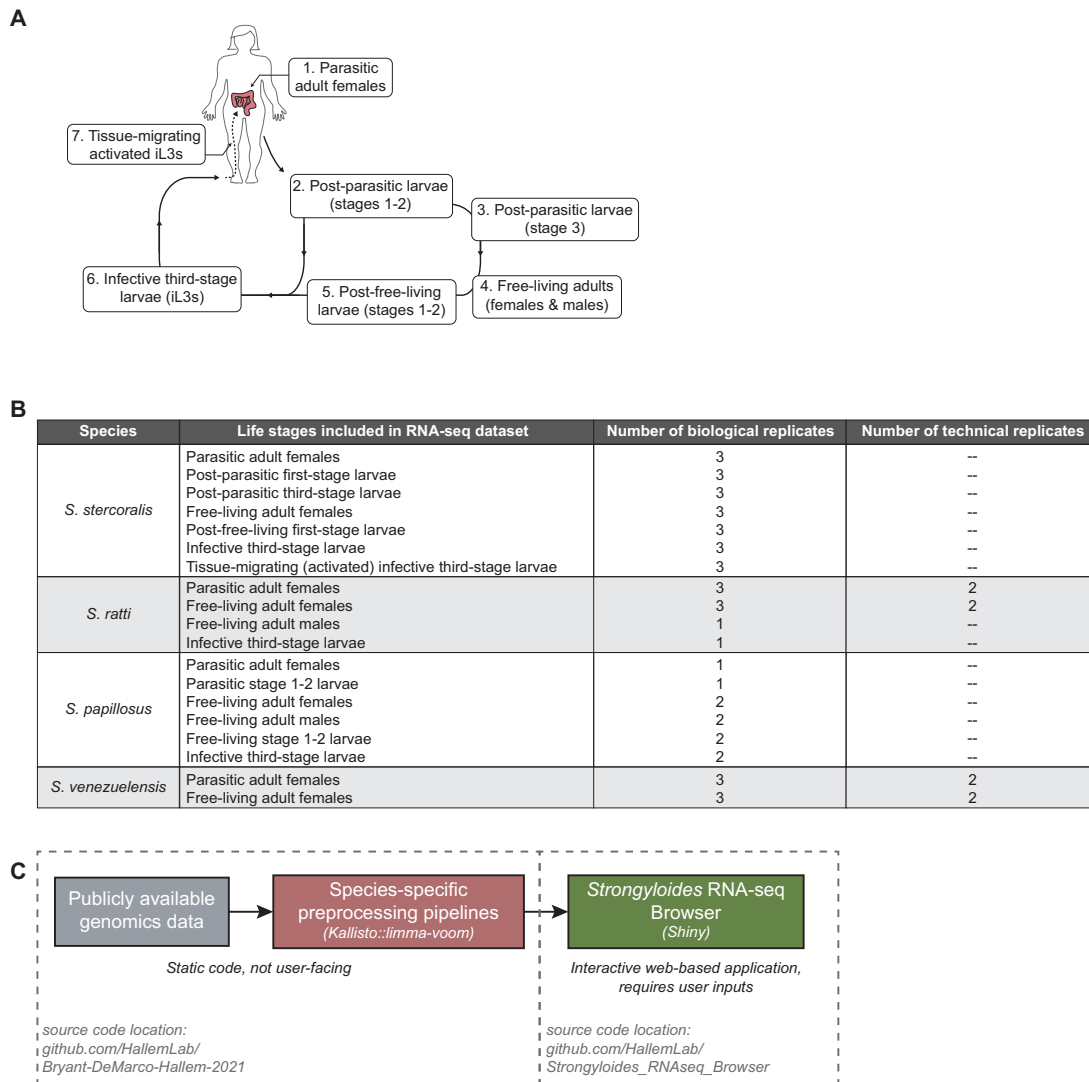 A
1. Parasitic
adult females
7. Tissue-migrating
activated iL3s
2. Post-parasitic larvae
(stages 1-2)
3. Post-parasitic larvae
(stage 3)
6. Infective third-stage
larvae (iL3s)
5. Post-free-living
larvae (stages 1-2)
4. Free-living adults
(females & males)
B
Species Life stages included in RNA-seq dataset Number of biological replicates Number of technical replicates
S. stercoralis
Parasitic adult females 3 --
Post-parasitic first-stage larvae 3 --
Post-parasitic third-stage larvae 3 --
Free-living adult females 3 --
Post-free-living first-stage larvae 3 --
Infective third-stage larvae 3 --
Tissue-migrating (activated) infective third-stage larvae 3 --
S. ratti
Parasitic adult females 3 2
Free-living adult females 3 2
Free-living adult males 1 --
Infective third-stage larvae 1 --
S. papillosus
Parasitic adult females 1 --
Parasitic stage 1-2 larvae 1 --
Free-living adult females 2 --
Free-living adult males 2 --
Free-living stage 1-2 larvae 2 --
Infective third-stage larvae 2 --
S. venezuelensis
Parasitic adult females 3 2
Free-living adult females 3 2
C
Publicly available
genomics data
Species-specific
preprocessing pipelines
(Kallisto::limma-voom)
Strongyloides RNA-seq
Browser
(Shiny)
Static code, not user-facing
Interactive web-based application,
requires user inputs
source code location:
github.com/HallemLab/
Bryant-DeMarco-Hallem-2021
source code location:
github.com/HallemLab/
Strongyloides_RNAseq_Browser